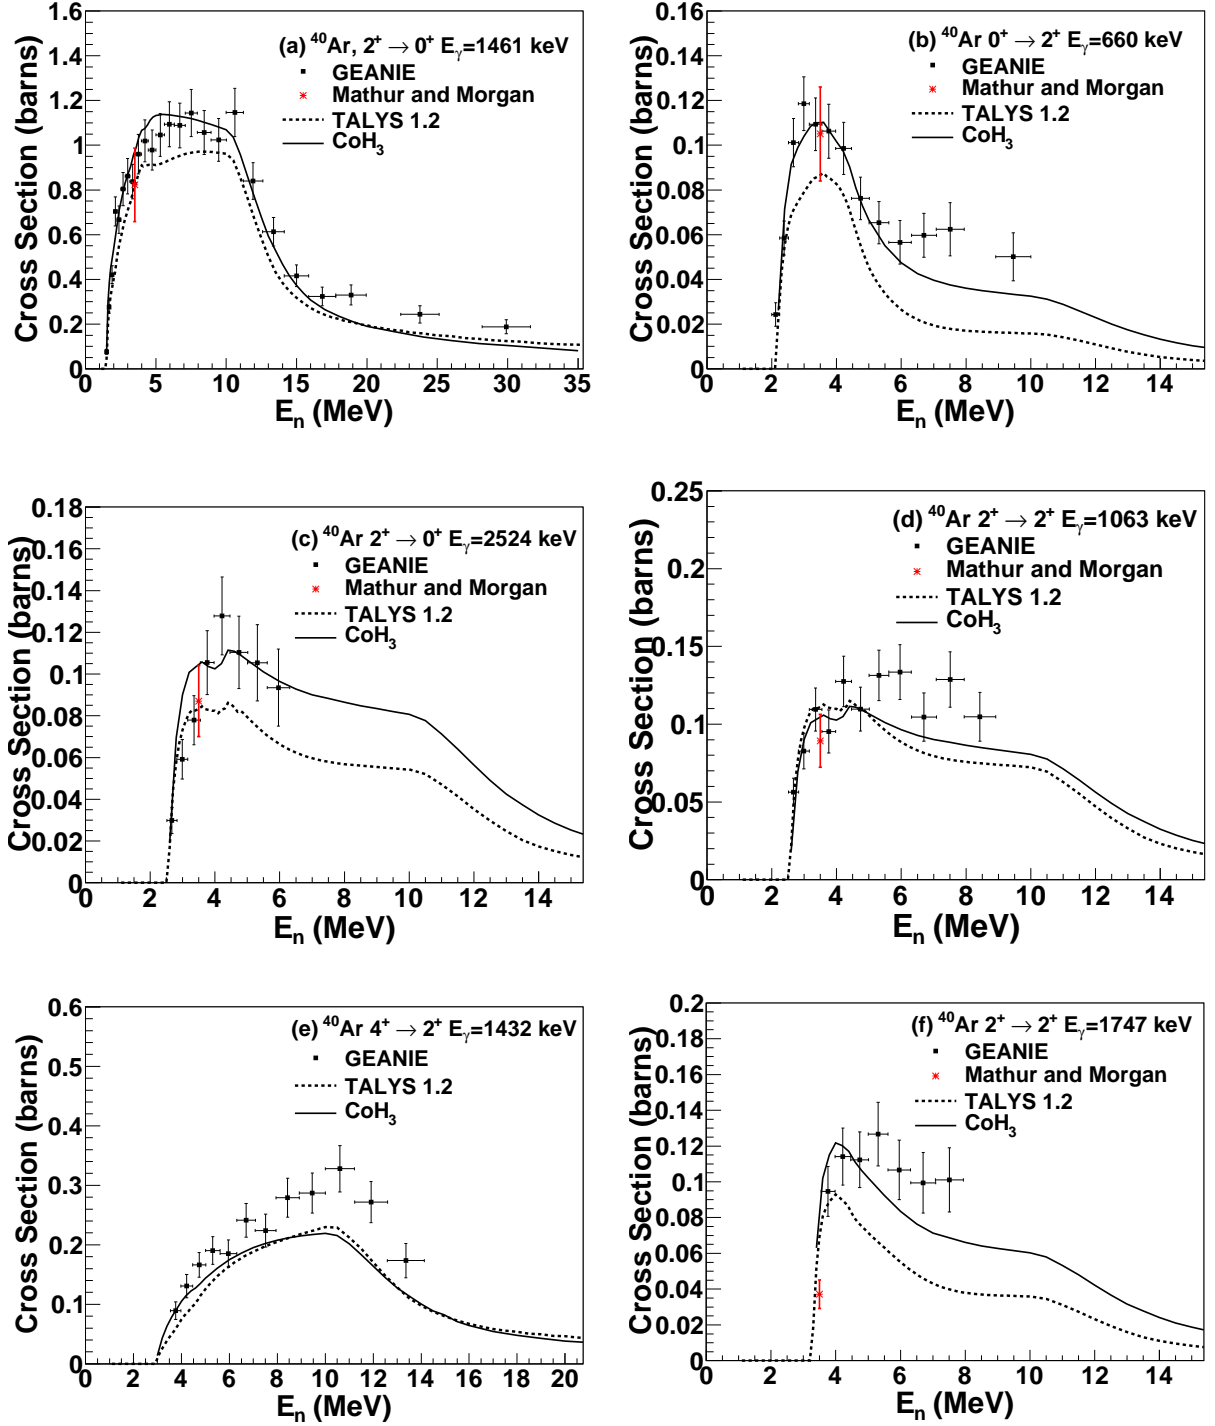 (a) ⁴⁰Ar, 2⁺ → 0⁺ Eγ=1461 keV
GEANIE
Mathur and Morgan
TALYS 1.2
CoH₃
Cross Section (barns)
1.6
1.4
1.2
1
0.8
0.6
0.4
0.2
0
0 5 10 15 20 25 30 35
Eₙ (MeV)
(b) ⁴⁰Ar 0⁺ → 2⁺ Eγ=660 keV
GEANIE
Mathur and Morgan
TALYS 1.2
CoH₃
Cross Section (barns)
0.16
0.14
0.12
0.1
0.08
0.06
0.04
0.02
0
0 2 4 6 8 10 12 14
Eₙ (MeV)
(c) ⁴⁰Ar 2⁺ → 0⁺ Eγ=2524 keV
GEANIE
Mathur and Morgan
TALYS 1.2
CoH₃
Cross Section (barns)
0.18
0.16
0.14
0.12
0.1
0.08
0.06
0.04
0.02
0
0 2 4 6 8 10 12 14
Eₙ (MeV)
(d) ⁴⁰Ar 2⁺ → 2⁺ Eγ=1063 keV
GEANIE
Mathur and Morgan
TALYS 1.2
CoH₃
Cross Section (barns)
0.25
0.2
0.15
0.1
0.05
0
0 2 4 6 8 10 12 14
Eₙ (MeV)
(e) ⁴⁰Ar 4⁺ → 2⁺ Eγ=1432 keV
GEANIE
TALYS 1.2
CoH₃
Cross Section (barns)
0.6
0.5
0.4
0.3
0.2
0.1
0
0 2 4 6 8 10 12 14 16 18 20
Eₙ (MeV)
(f) ⁴⁰Ar 2⁺ → 2⁺ Eγ=1747 keV
GEANIE
Mathur and Morgan
TALYS 1.2
CoH₃
Cross Section (barns)
0.2
0.18
0.16
0.14
0.12
0.1
0.08
0.06
0.04
0.02
0
0 2 4 6 8 10 12 14
Eₙ (MeV)